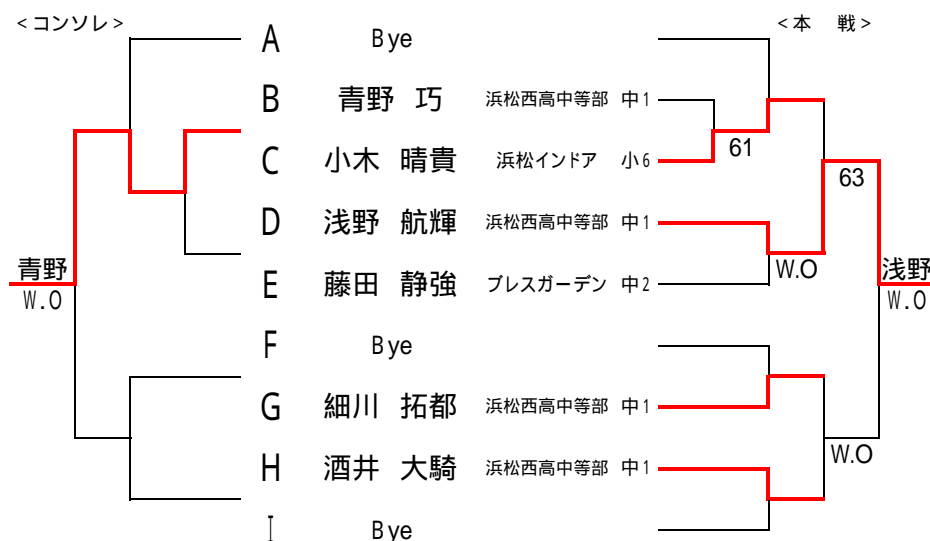 <コンソレ> <本 戦>
A Bye
B 青野 巧 浜松西高中等部 中1
61
C 小木 晴貴 浜松インドア 小6
63
D 浅野 航輝 浜松西高中等部 中1
青野 W.O 浅野
E 藤田 静強 ブレスガーデン 中2
W.O W.O
F Bye
G 細川 拓都 浜松西高中等部 中1
W.O
H 酒井 大騎 浜松西高中等部 中1
I Bye